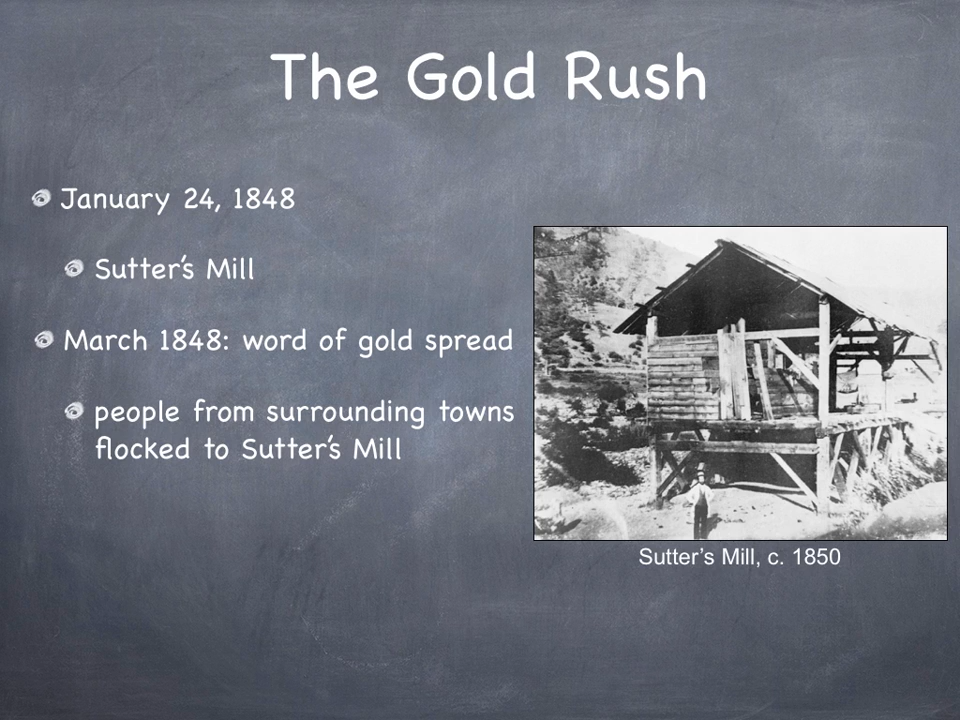 The Gold Rush
January 24, 1848
Sutter's Mill
March 1848: word of gold spread
people from surrounding towns
flocked to Sutter's Mill
Sutter's Mill, c. 1850